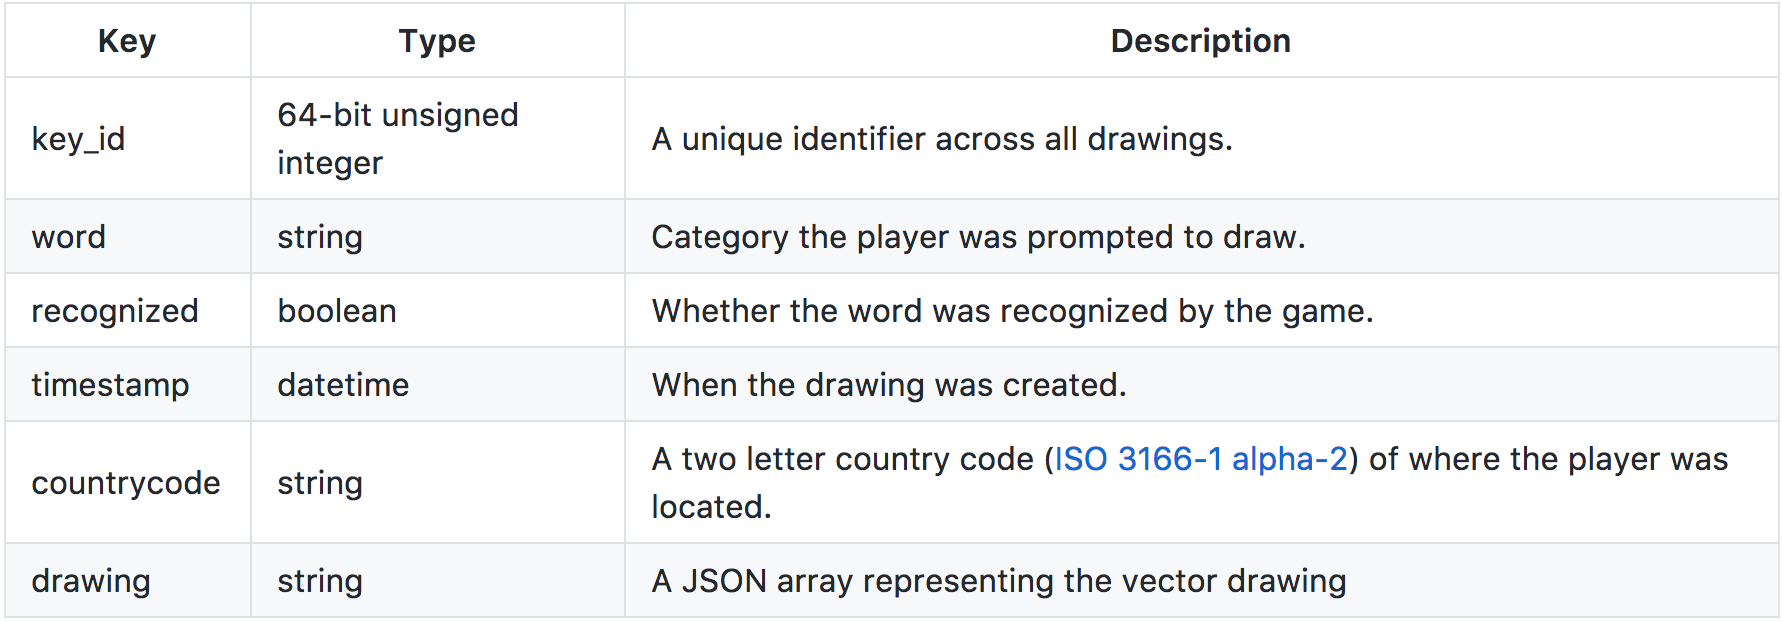 Key Type Description
key_id 64-bit unsigned integer A unique identifier across all drawings.
word string Category the player was prompted to draw.
recognized boolean Whether the word was recognized by the game.
timestamp datetime When the drawing was created.
countrycode string A two letter country code (ISO 3166-1 alpha-2) of where the player was
located.
drawing string A JSON array representing the vector drawing